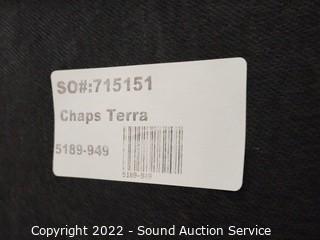 SO#:715151
Chaps Terra
5189-949
5189-949
Copyright 2022 - Sound Auction Service